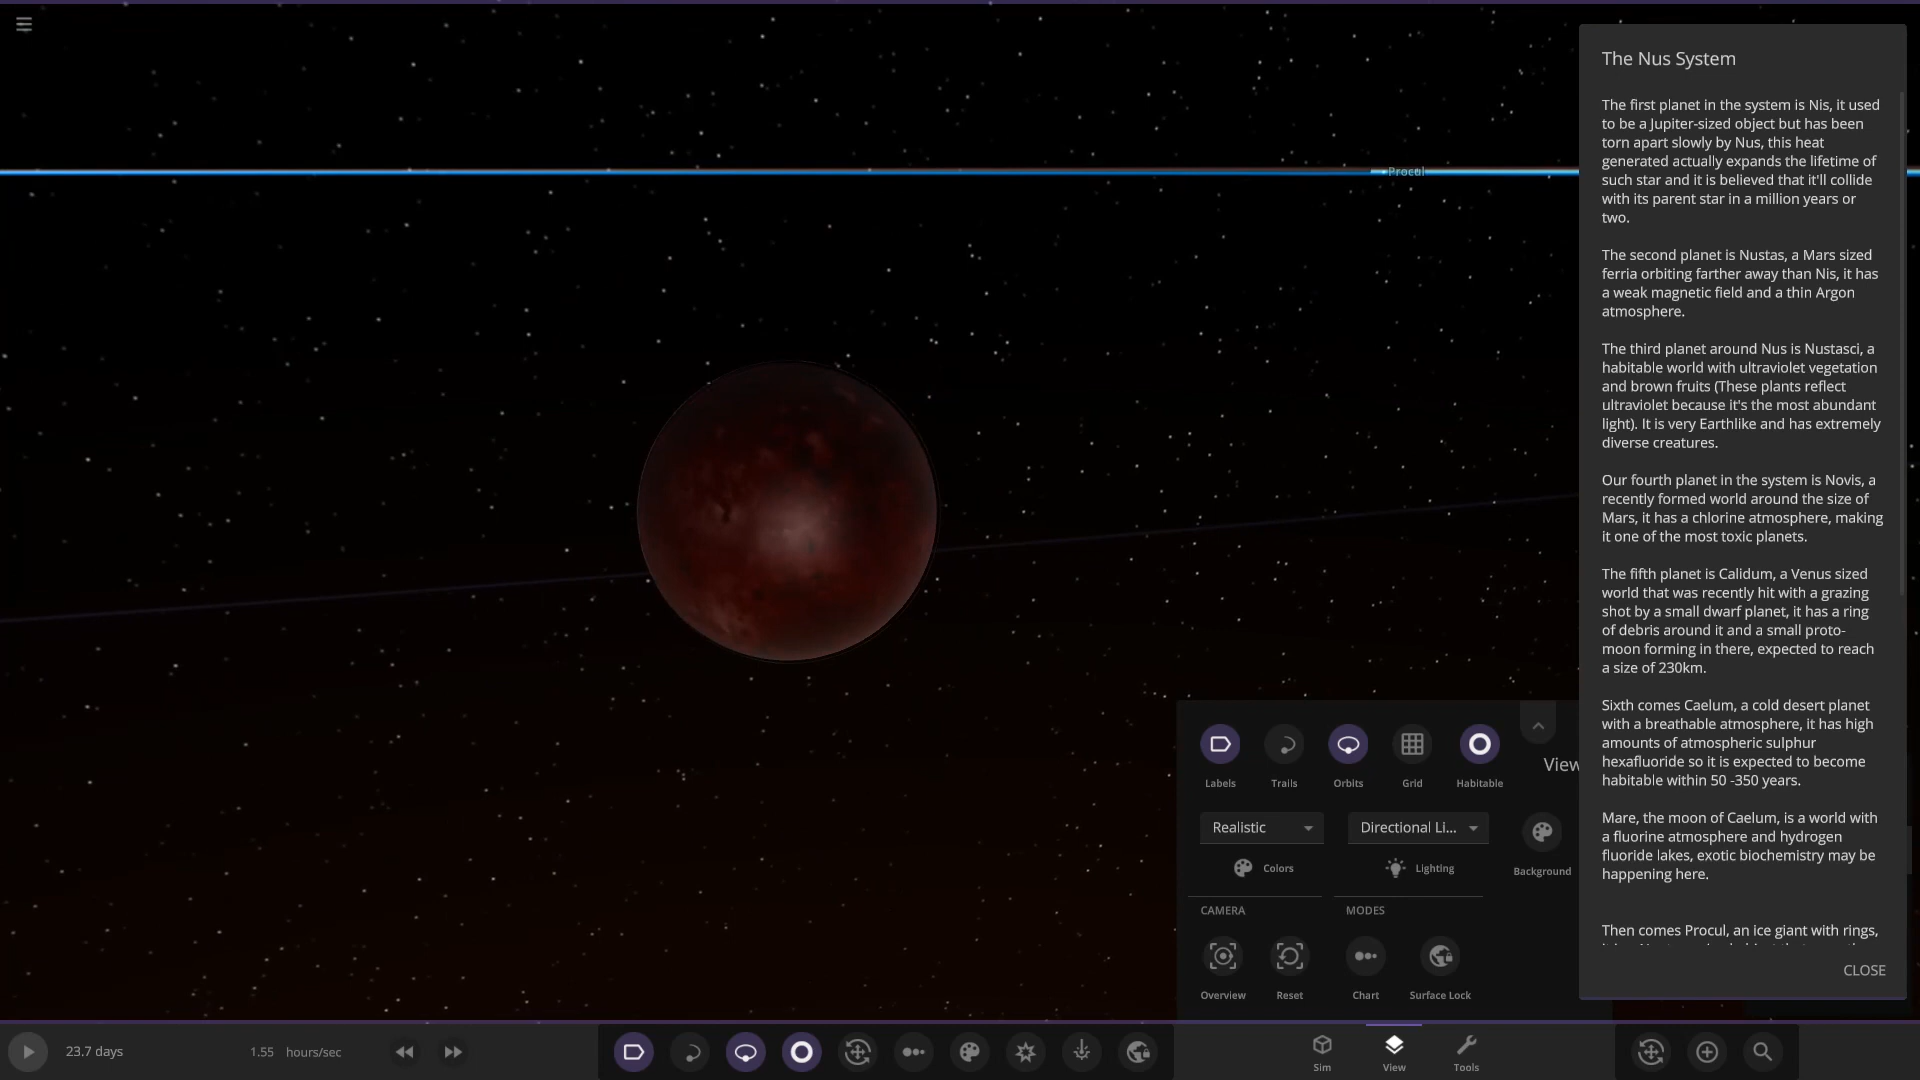 The Nus System
The first planet in the system is Nis, it used
to be a Jupiter-sized object but has been
torn apart slowly by Nus, this heat
generated actually expands the lifetime of
such star and it is believed that it'll collide
with its parent star in a million years or
two.
The second planet is Nustas, a Mars sized
ferria orbiting farther away than Nis, it has
a weak magnetic field and a thin Argon
atmosphere.
The third planet around Nus is Nustasci, a
habitable world with ultraviolet vegetation
and brown fruits (These plants reflect
ultraviolet because it's the most abundant
light). It is very Earthlike and has extremely
diverse creatures.
Our fourth planet in the system is Novis, a
recently formed world around the size of
Mars, it has a chlorine atmosphere, making
it one of the most toxic planets.
The fifth planet is Calidum, a Venus sized
world that was recently hit with a grazing
shot by a small dwarf planet, it has a ring
of debris around it and a small proto-
moon forming in there, expected to reach
a size of 230km.
Sixth comes Caelum, a cold desert planet
with a breathable atmosphere, it has high
amounts of atmospheric sulphur
hexafluoride so it is expected to become
habitable within 50 -350 years.
Mare, the moon of Caelum, is a world with
a fluorine atmosphere and hydrogen
fluoride lakes, exotic biochemistry may be
happening here.
Then comes Procul, an ice giant with rings,
CLOSE
Procul
Labels Trails Orbits Grid Habitable
View
Realistic Directional Li...
Colors Lighting Background
CAMERA MODES
Overview Reset Chart Surface Lock
23.7 days 1.55 hours/sec
Sim View Tools